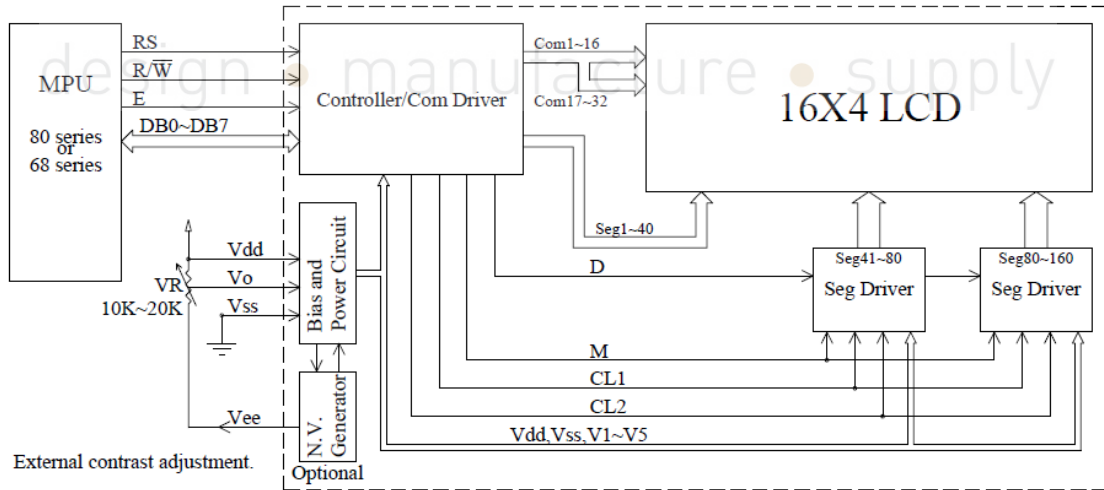 design • manufacture • supply
MPU
80 series
or
68 series
RS
R/W̅
E
DB0~DB7
Controller/Com Driver
Com1~16
Com17~32
16X4 LCD
Seg1~40
Vdd
Vo
Vss
VR
10K~20K
Bias and
Power Circuit
D
Seg41~80
Seg Driver
Seg80~160
Seg Driver
M
CL1
CL2
Vdd,Vss,V1~V5
Vee
N.V.
Generator
Optional
External contrast adjustment.